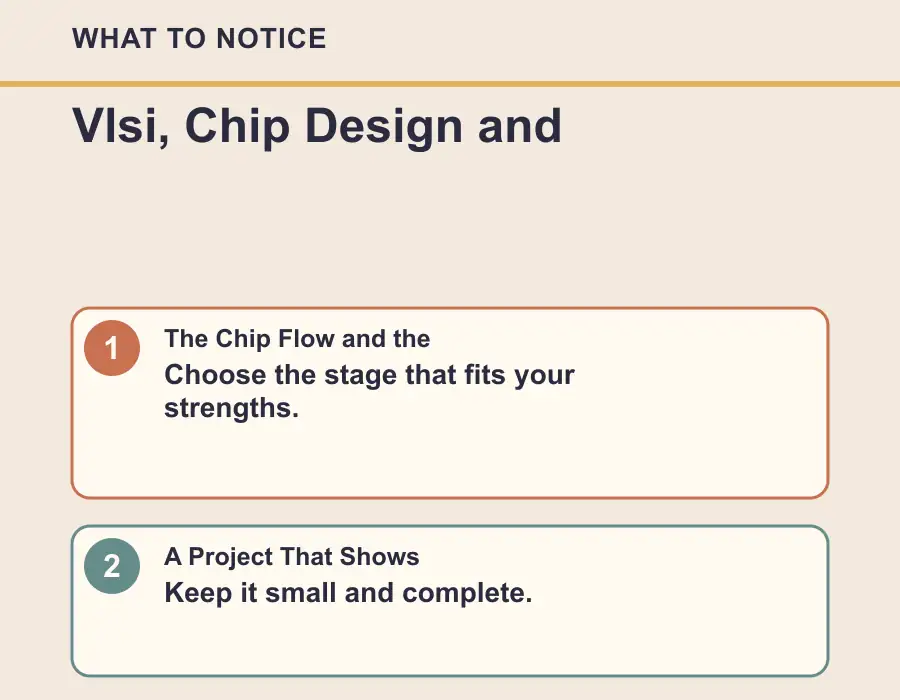 WHAT TO NOTICE
Vlsi, Chip Design and
1
The Chip Flow and the
Choose the stage that fits your
strengths.
2
A Project That Shows
Keep it small and complete.